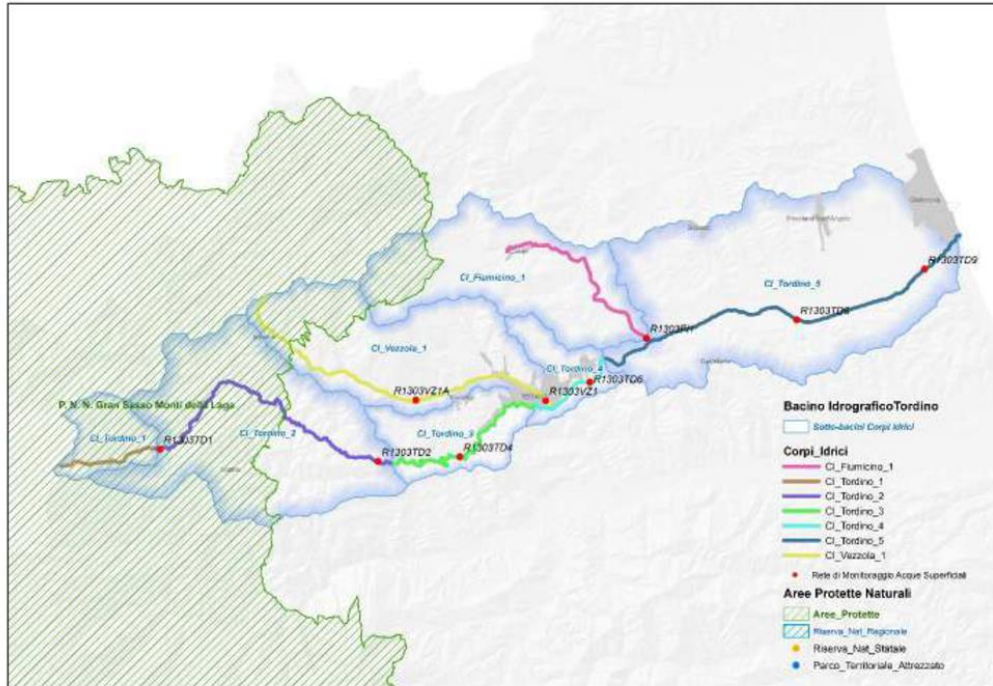 CI_Fiumicino_1
CI_Tordino_5
R1303TD9
R1303FI1
CI_Vezzola_1
CI_Tordino_4
R1303TD6
R1303VZ1A
R1303VZ1
P. N. N. Gran Sasso Monti della Laga
CI_Tordino_1
R1303TD1
CI_Tordino_2
CI_Tordino_3
R1303TD2
R1303TD4
Bacino IdrograficoTordino
Sotto-bacini Corpi Idrici
Corpi_Idrici
CI_Fiumicino_1
CI_Tordino_1
CI_Tordino_2
CI_Tordino_3
CI_Tordino_4
CI_Tordino_5
CI_Vezzola_1
Rete di Monitoraggio Acque Superficiali
Aree Protette Naturali
Aree_Protette
Riserva_Nat_Regionale
Riserva_Nat_Statale
Parco_Territoriale_Attrezzato